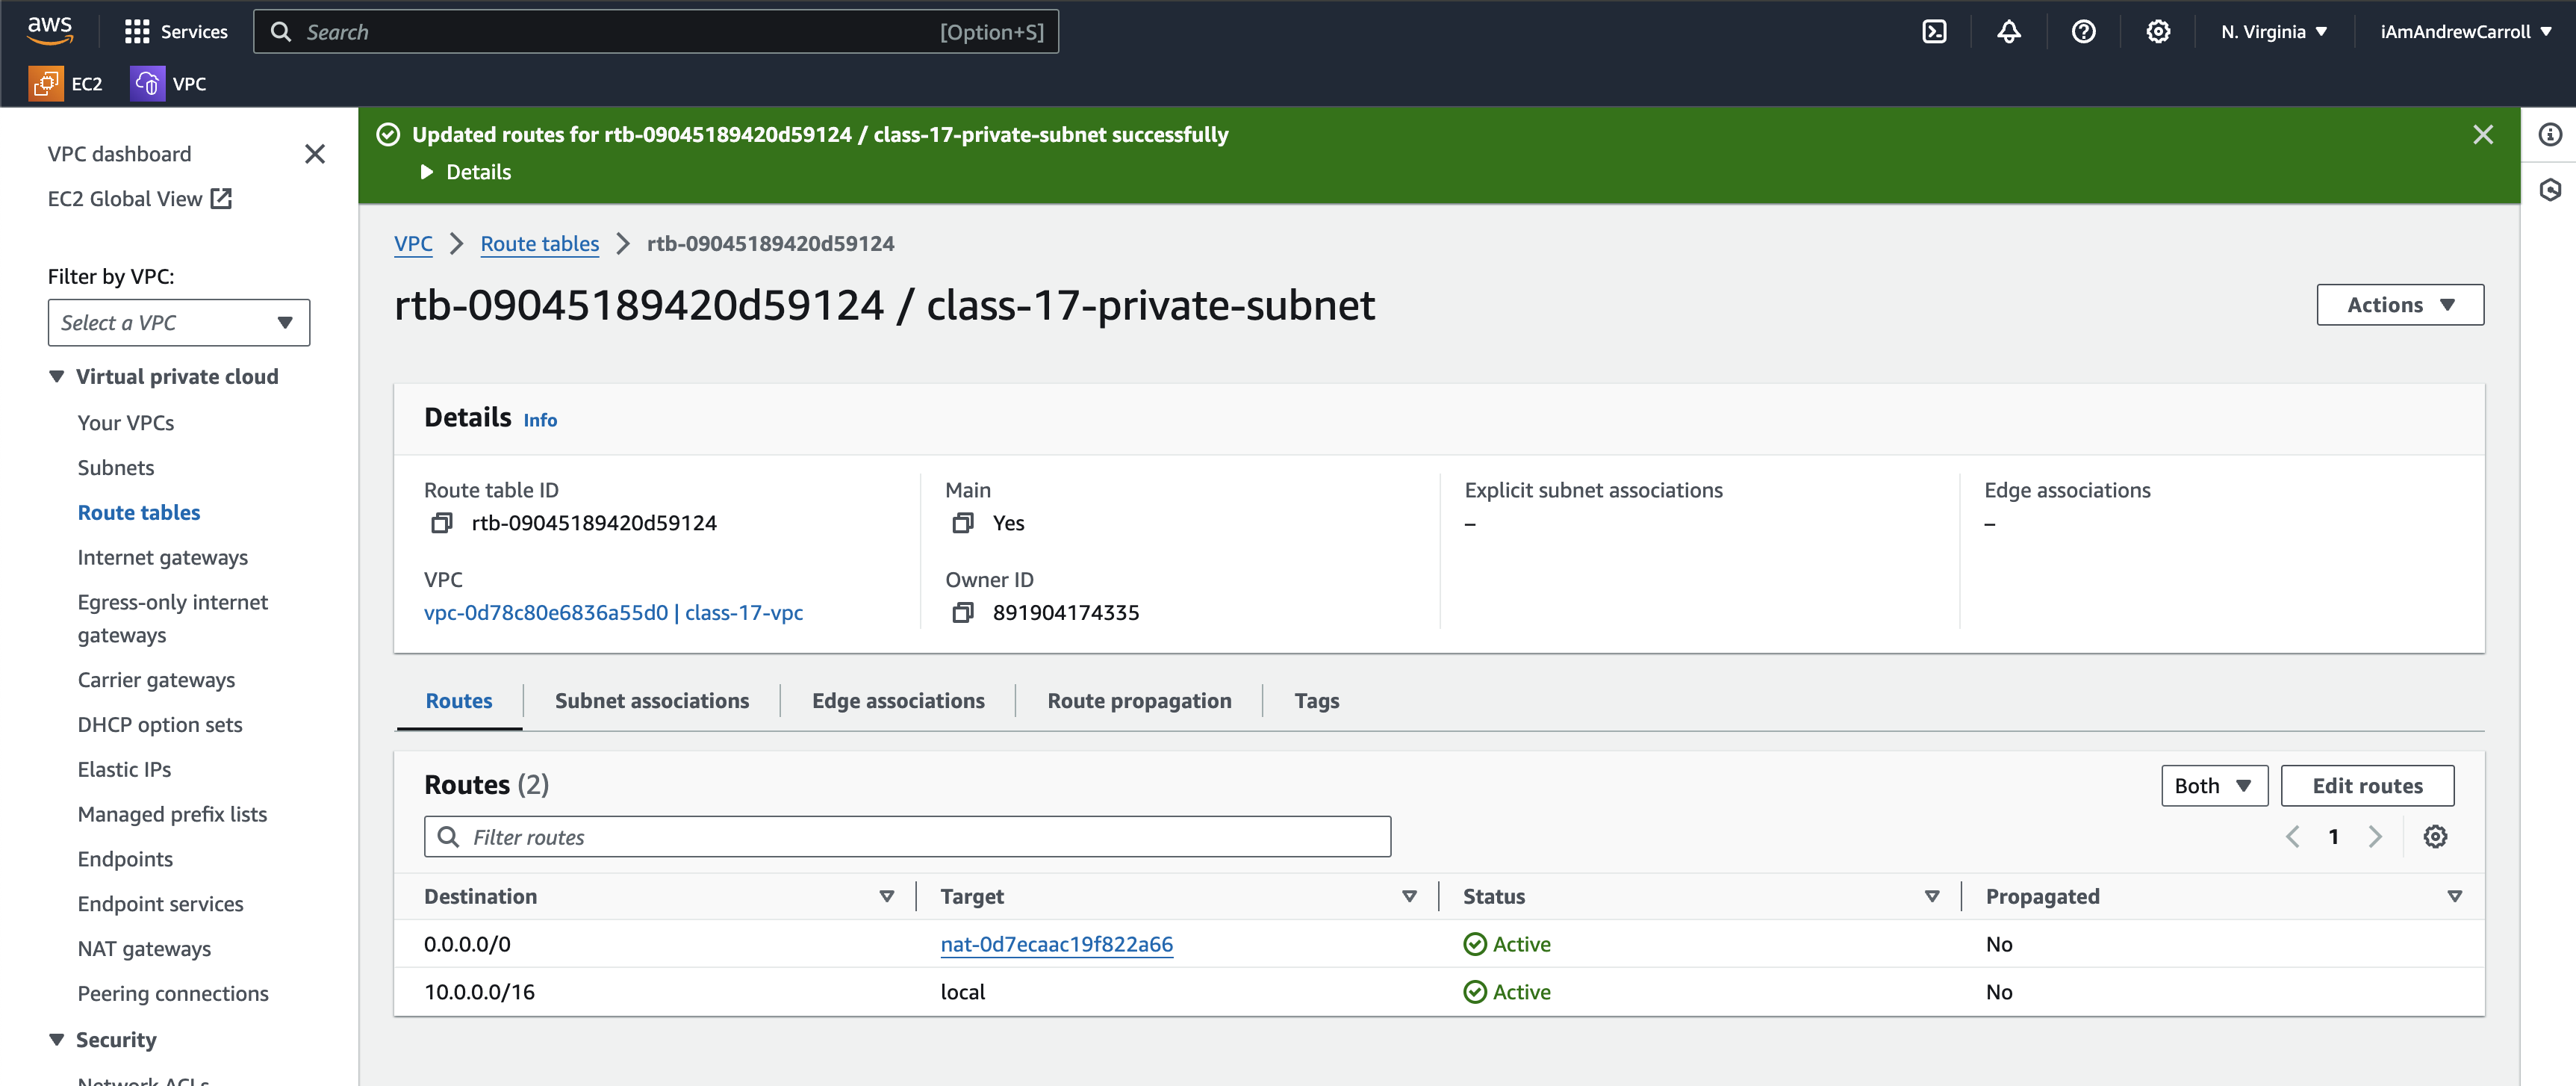 aws
Services
Search
[Option+S]
N. Virginia
iAmAndrewCarroll
EC2
VPC
VPC dashboard
EC2 Global View
Filter by VPC:
Select a VPC
Virtual private cloud
Your VPCs
Subnets
Route tables
Internet gateways
Egress-only internet
gateways
Carrier gateways
DHCP option sets
Elastic IPs
Managed prefix lists
Endpoints
Endpoint services
NAT gateways
Peering connections
Security
Network ACLs
Updated routes for rtb-09045189420d59124 / class-17-private-subnet successfully
Details
VPC > Route tables > rtb-09045189420d59124
rtb-09045189420d59124 / class-17-private-subnet
Actions
Details Info
Route table ID
rtb-09045189420d59124
Main
Yes
Explicit subnet associations
–
Edge associations
–
VPC
vpc-0d78c80e6836a55d0 | class-17-vpc
Owner ID
891904174335
Routes
Subnet associations
Edge associations
Route propagation
Tags
Routes (2)
Both
Edit routes
Filter routes
1
Destination Target Status Propagated
0.0.0.0/0 nat-0d7ecaac19f822a66 Active No
10.0.0.0/16 local Active No